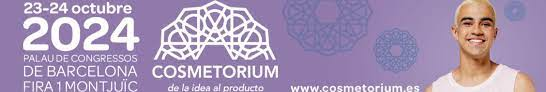 23-24 octubre
2024
PALAU DE CONGRESSOS
DE BARCELONA
FIRA 1 MONTJUÏC
COSMETORIUM
de la idea al producto
www.cosmetorium.es